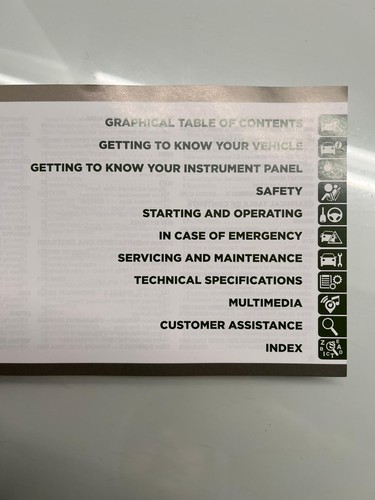 GRAPHICAL TABLE OF CONTENTS
GETTING TO KNOW YOUR VEHICLE
GETTING TO KNOW YOUR INSTRUMENT PANEL
SAFETY
STARTING AND OPERATING
IN CASE OF EMERGENCY
SERVICING AND MAINTENANCE
TECHNICAL SPECIFICATIONS
MULTIMEDIA
CUSTOMER ASSISTANCE
INDEX